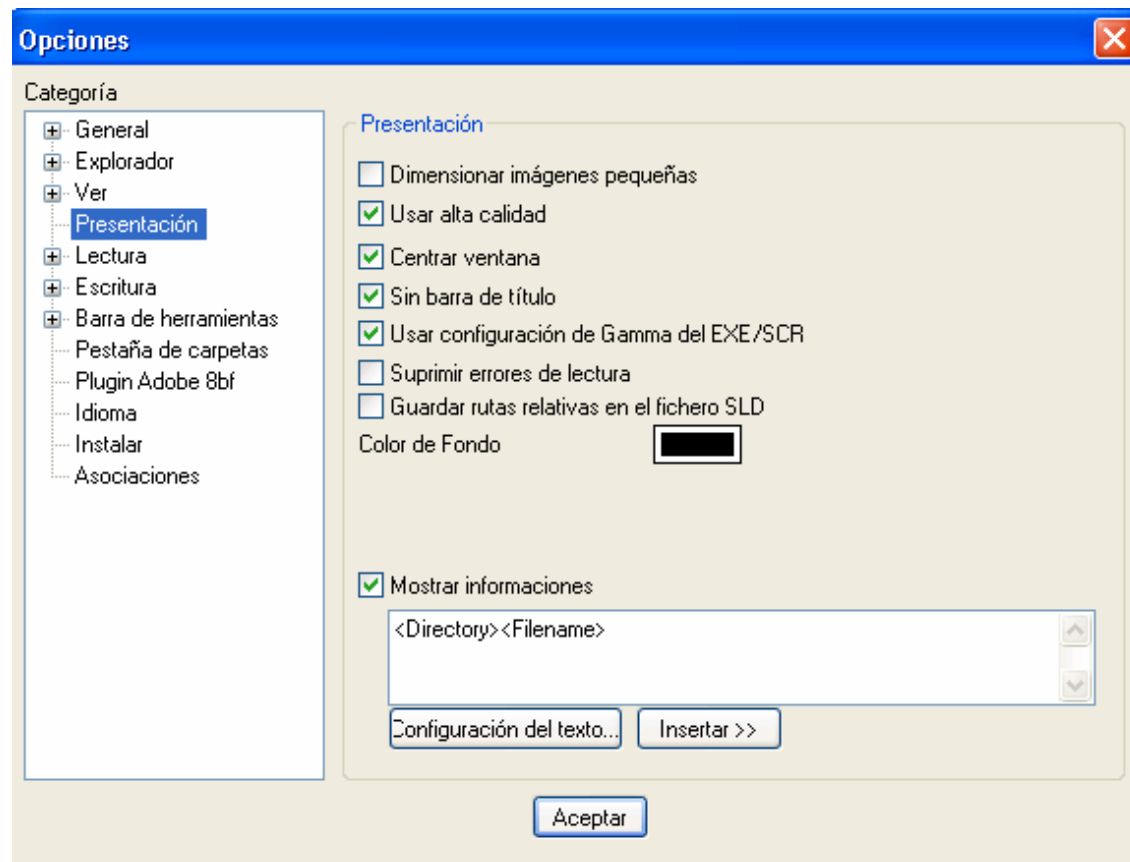 Opciones
Categoría
General
Explorador
Ver
Presentación
Lectura
Escritura
Barra de herramientas
Pestaña de carpetas
Plugin Adobe 8bf
Idioma
Instalar
Asociaciones
Presentación
Dimensionar imágenes pequeñas
Usar alta calidad
Centrar ventana
Sin barra de título
Usar configuración de Gamma del EXE/SCR
Suprimir errores de lectura
Guardar rutas relativas en el fichero SLD
Color de Fondo
Mostrar informaciones
<Directory><Filename>
Configuración del texto... Insertar >>
Aceptar